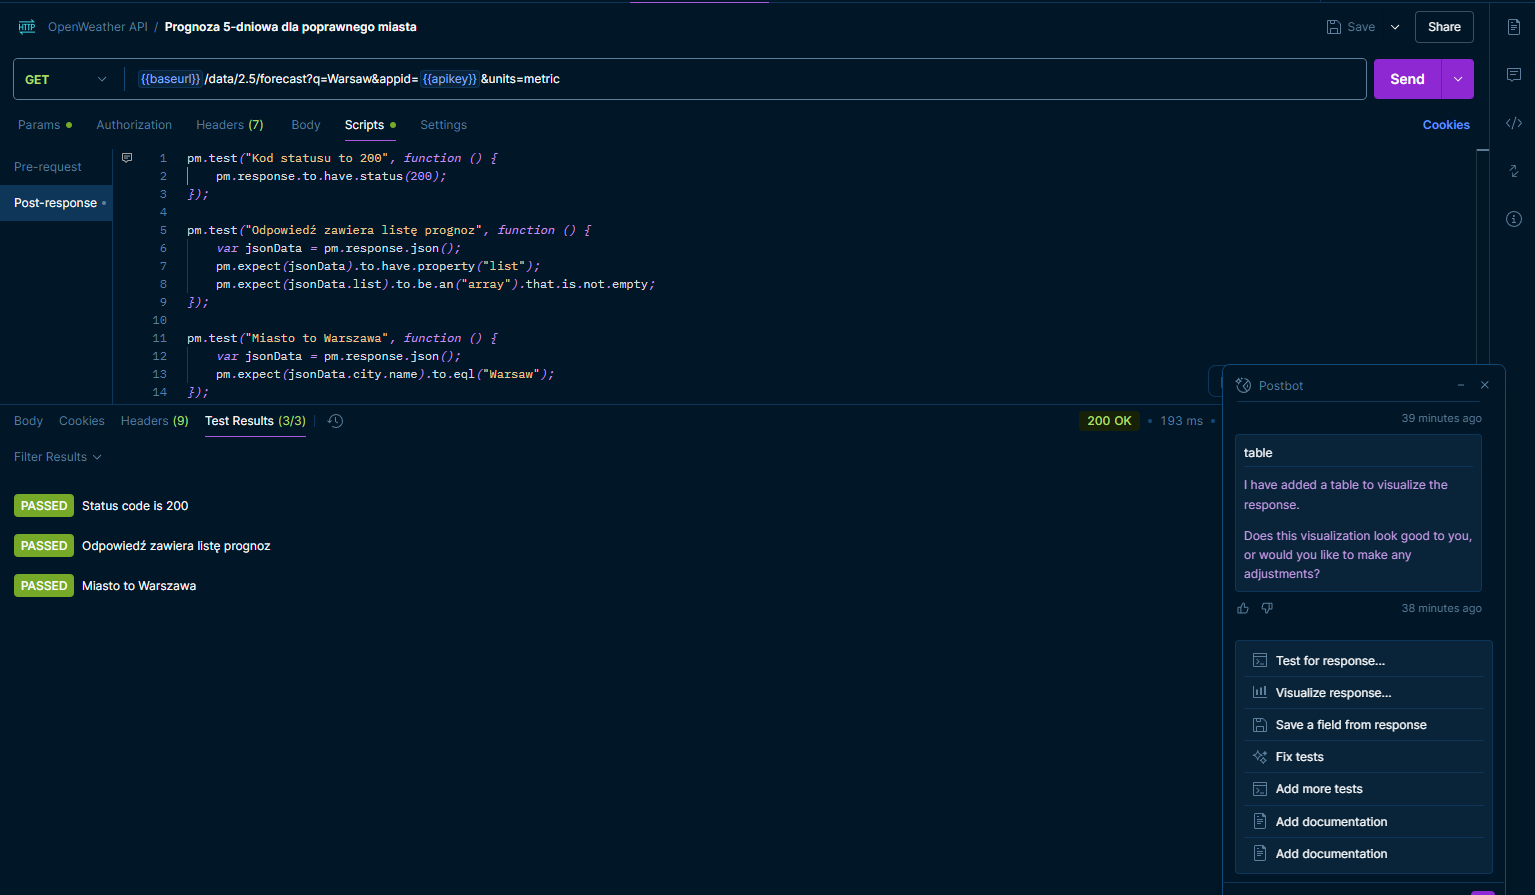 HTTP OpenWeather API / Prognoza 5-dniowa dla poprawnego miasta Save Share
GET {{baseurl}} /data/2.5/forecast?q=Warsaw&appid= {{apikey}} &units=metric Send
Params Authorization Headers (7) Body Scripts Settings Cookies
Pre-request
Post-response
1 pm.test("Kod statusu to 200", function () {
2 pm.response.to.have.status(200);
3 });
4
5 pm.test("Odpowiedź zawiera listę prognoz", function () {
6 var jsonData = pm.response.json();
7 pm.expect(jsonData).to.have.property("list");
8 pm.expect(jsonData.list).to.be.an("array").that.is.not.empty;
9 });
10
11 pm.test("Miasto to Warszawa", function () {
12 var jsonData = pm.response.json();
13 pm.expect(jsonData.city.name).to.eql("Warsaw");
14 });
Body Cookies Headers (9) Test Results (3/3) 200 OK • 193 ms •
Filter Results
PASSED Status code is 200
PASSED Odpowiedź zawiera listę prognoz
PASSED Miasto to Warszawa
Postbot
39 minutes ago
table
I have added a table to visualize the
response.
Does this visualization look good to you,
or would you like to make any
adjustments?
38 minutes ago
Test for response...
Visualize response...
Save a field from response
Fix tests
Add more tests
Add documentation
Add documentation